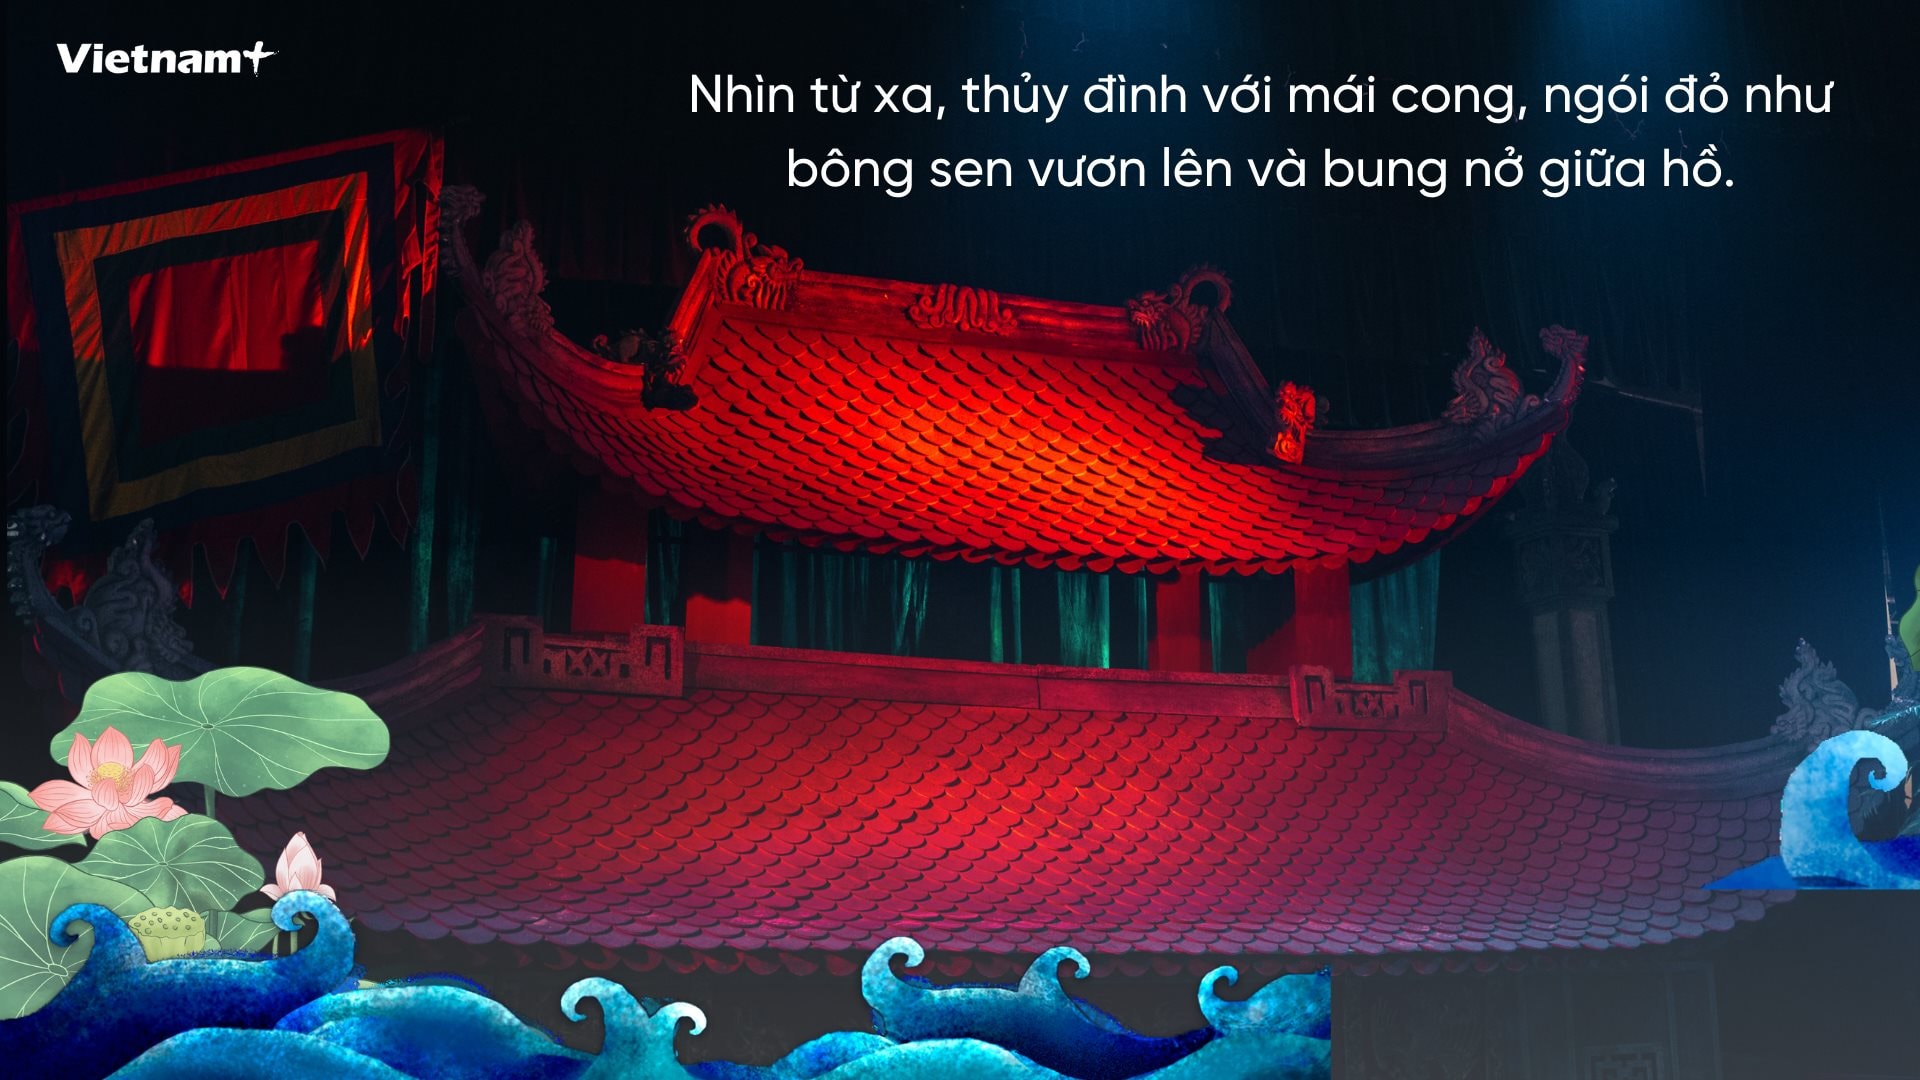 Vietnam+
Nhìn từ xa, thủy đình với mái cong, ngói đỏ như
bông sen vươn lên và bung nở giữa hồ.